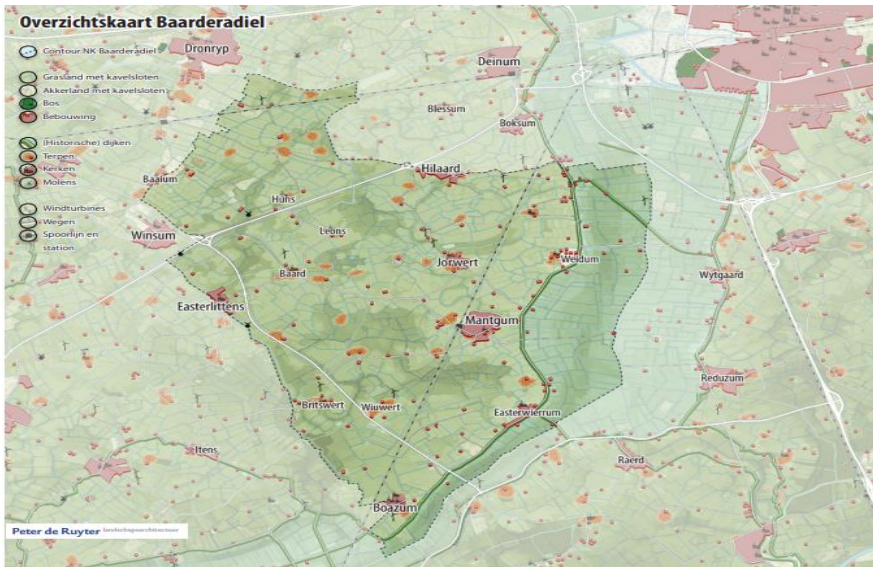 Overzichtskaart Baarderadiel
Contour NK Baarderadiel
Grasland met kavelsloten
Akkerland met kavelsloten
Bos
Bebouwing
(Historische) dijken
Terpen
Kerken
Molens
Windturbines
Wegen
Spoorlijn en
station
Dronryp
Deinum
Blessum
Boksum
Hilaard
Baaium
Huns
Winsum
Leons
Jorwert
Weidum
Baard
Wytgaard
Easterlittens
Mantgum
Reduzum
Britswert
Wiuwert
Easterwierrum
Itens
Raerd
Boazum
Peter de Ruyter landschapsarchitectuur